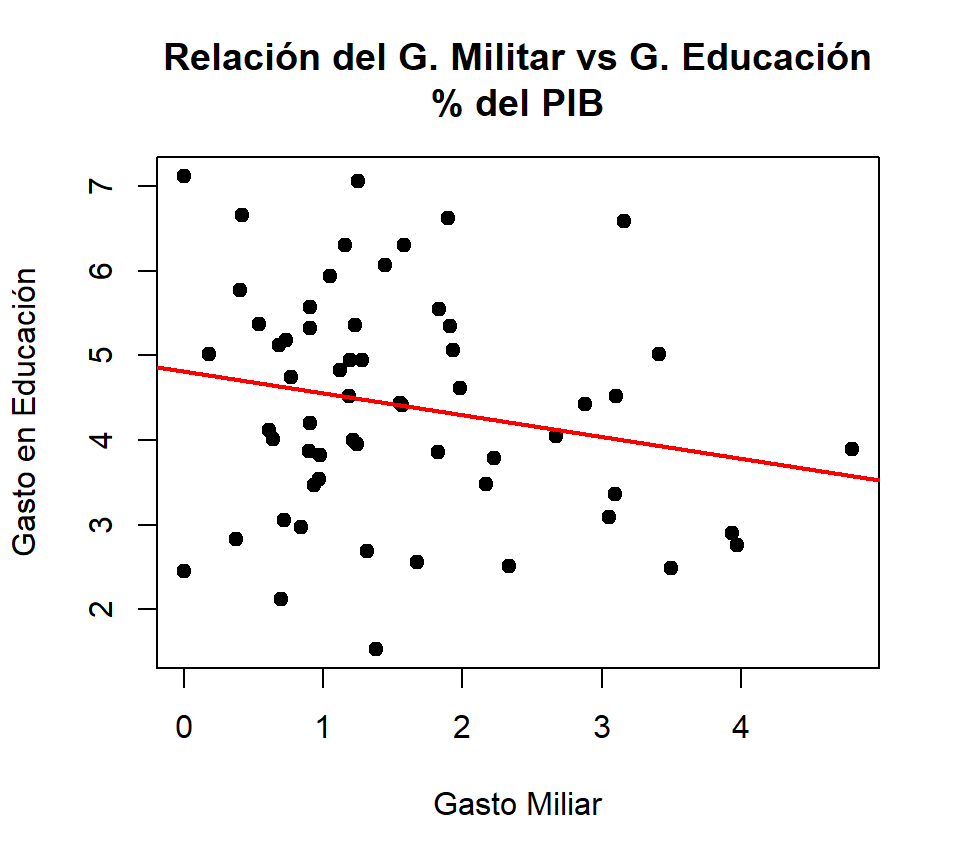 Relación del G. Militar vs G. Educación
% del PIB
Gasto en Educación
7
6
5
4
3
2
0 1 2 3 4
Gasto Miliar